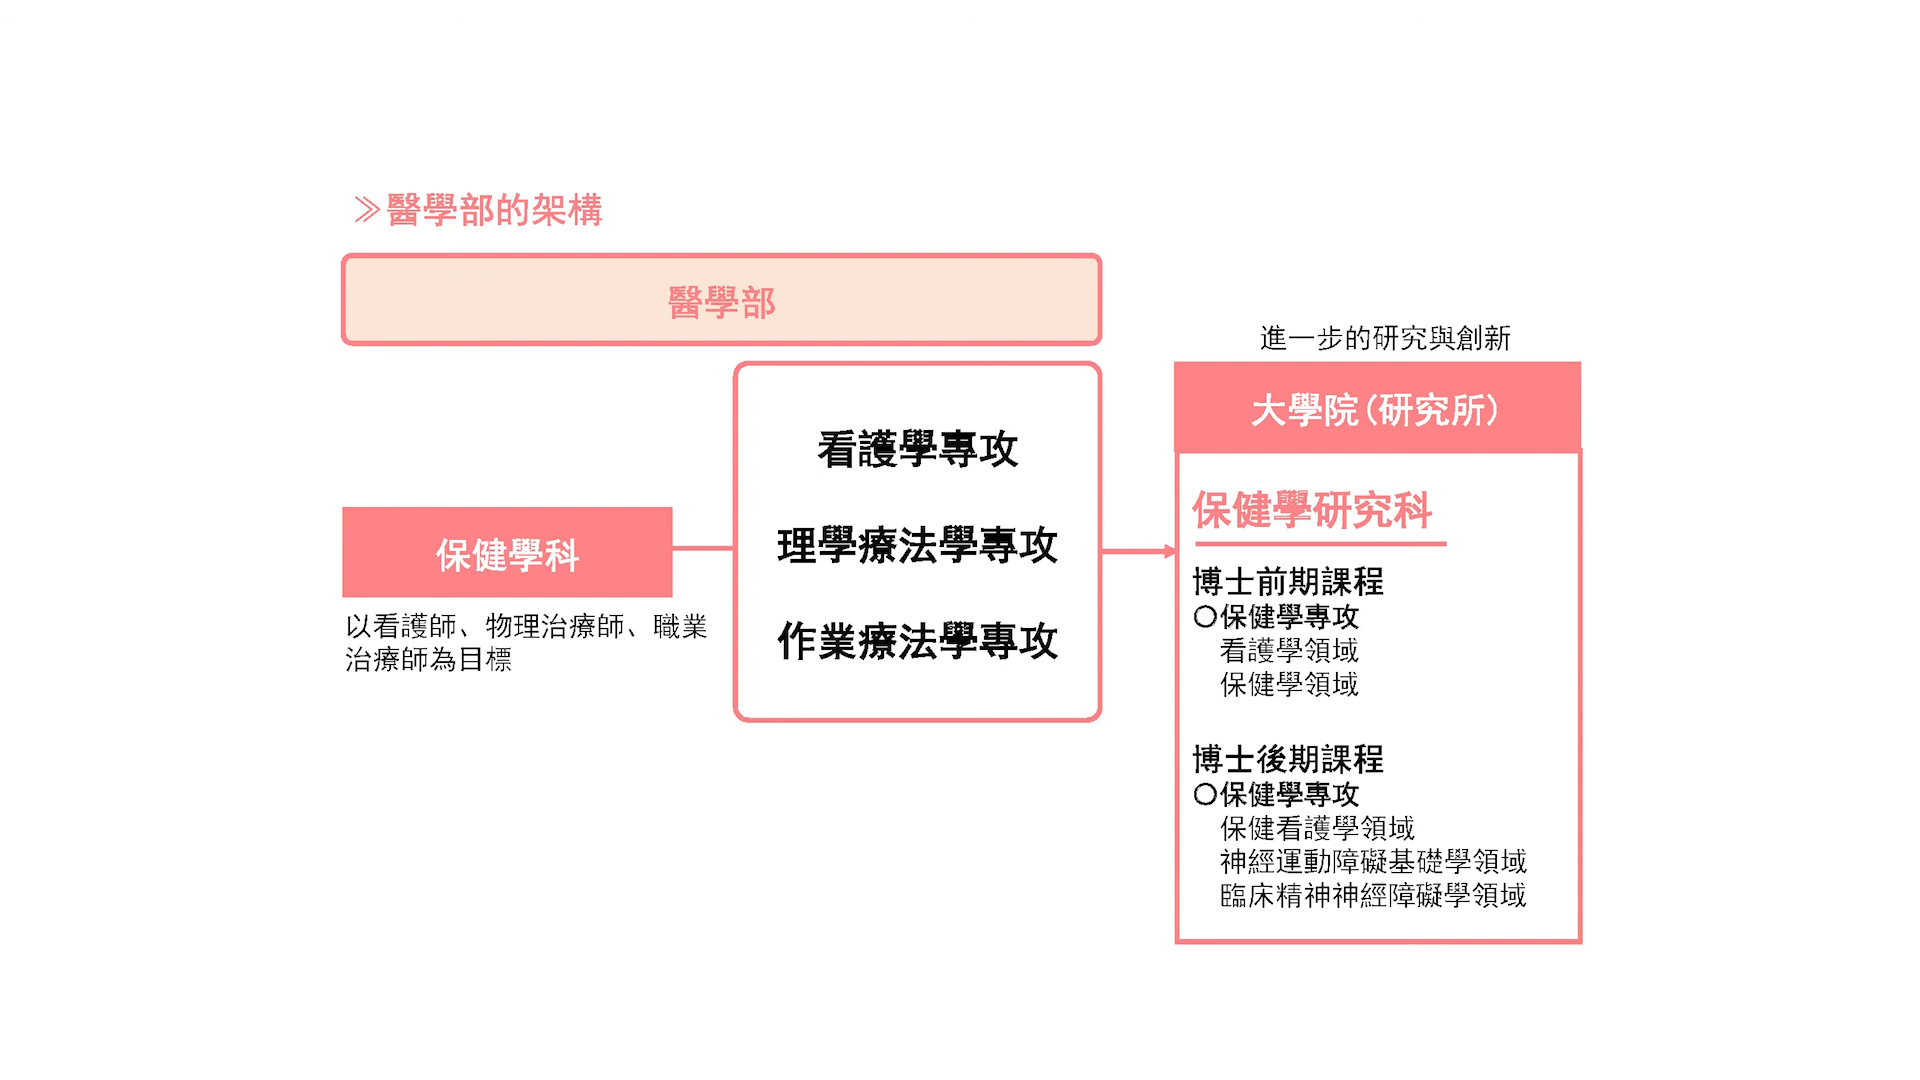 ≫醫學部的架構
醫學部
保健學科
以看護師、物理治療師、職業
治療師為目標
看護學專攻
理學療法學專攻
作業療法學專攻
進一步的研究與創新
大學院(研究所)
保健學研究科
博士前期課程
○保健學專攻
看護學領域
保健學領域
博士後期課程
○保健學專攻
保健看護學領域
神經運動障礙基礎學領域
臨床精神神經障礙學領域